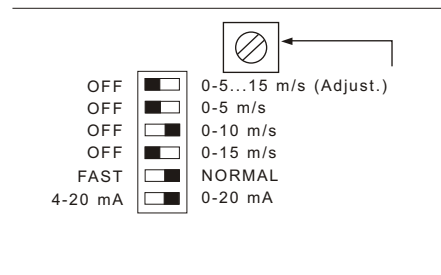 OFF 0-5...15 m/s (Adjust.)
OFF 0-5 m/s
OFF 0-10 m/s
OFF 0-15 m/s
FAST NORMAL
4-20 mA 0-20 mA